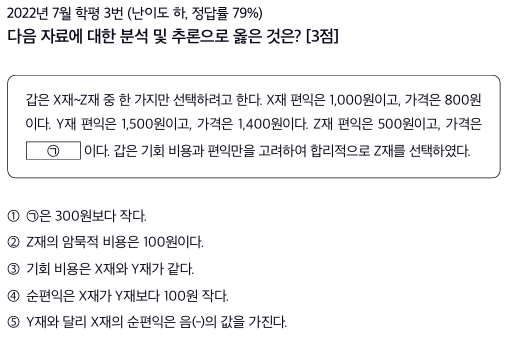 2022년 7월 학평 3번 (난이도 하, 정답률 79%)
다음 자료에 대한 분석 및 추론으로 옳은 것은? [3점]
갑은 X재~Z재 중 한 가지만 선택하려고 한다. X재 편익은 1,000원이고, 가격은 800원
이다. Y재 편익은 1,500원이고, 가격은 1,400원이다. Z재 편익은 500원이고, 가격은
㉠ 이다. 갑은 기회 비용과 편익만을 고려하여 합리적으로 Z재를 선택하였다.
① ㉠은 300원보다 작다.
② Z재의 암묵적 비용은 100원이다.
③ 기회 비용은 X재와 Y재가 같다.
④ 순편익은 X재가 Y재보다 100원 작다.
⑤ Y재와 달리 X재의 순편익은 음(-)의 값을 가진다.